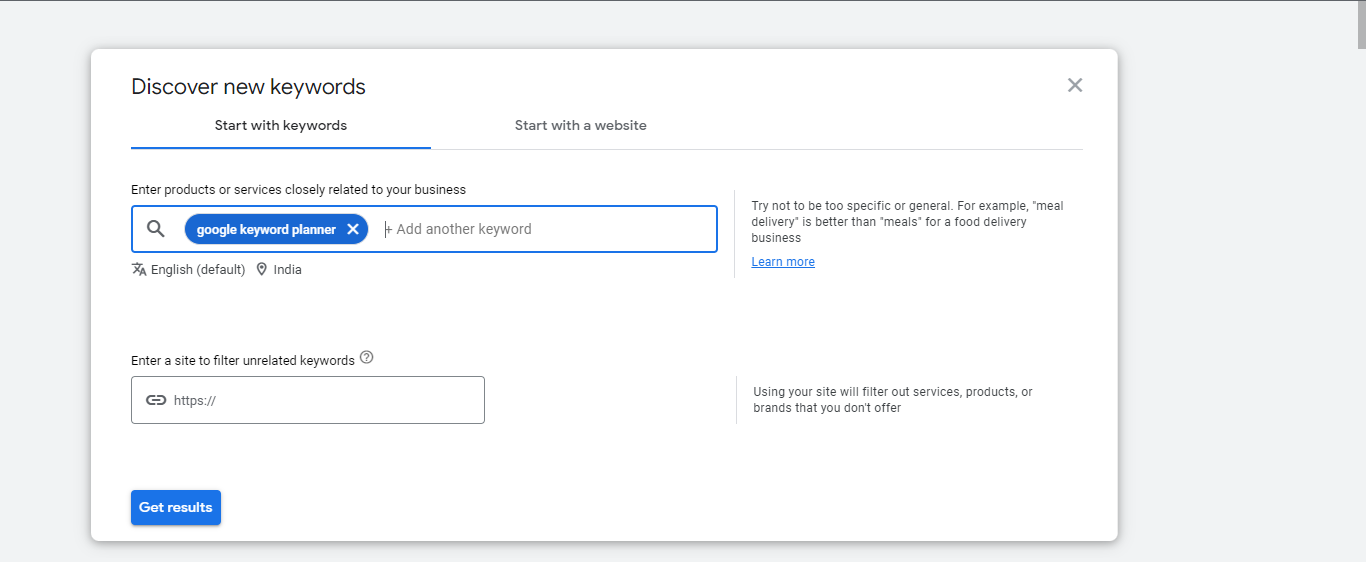 Discover new keywords
Start with keywords
Start with a website
Enter products or services closely related to your business
google keyword planner
+ Add another keyword
English (default)
India
Try not to be too specific or general. For example, "meal
delivery" is better than "meals" for a food delivery
business
Learn more
Enter a site to filter unrelated keywords
https://
Using your site will filter out services, products, or
brands that you don't offer
Get results